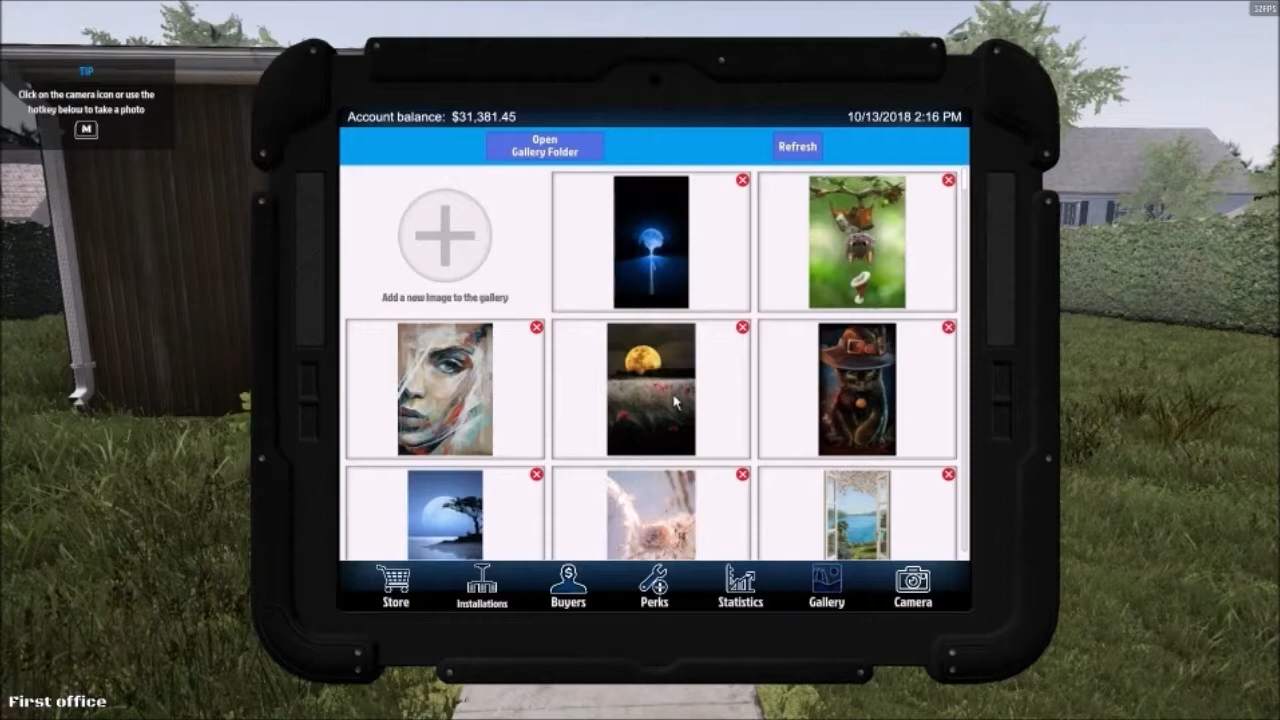 32FPS
TIP
Click on the camera icon or use the
hotkey below to take a photo
M
Account balance: $31,381.45
10/13/2018 2:16 PM
Open
Gallery Folder
Refresh
Add a new image to the gallery
Store
Installations
Buyers
Perks
Statistics
Gallery
Camera
First office